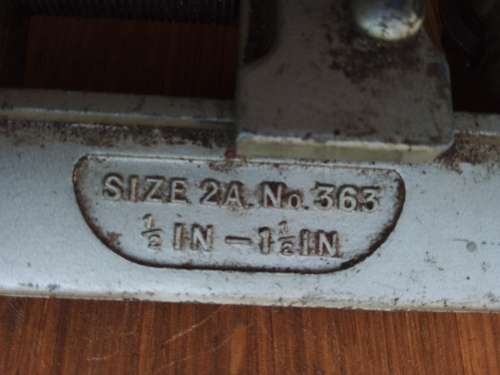 SIZE 2A. No. 363
½ IN – 1½ IN